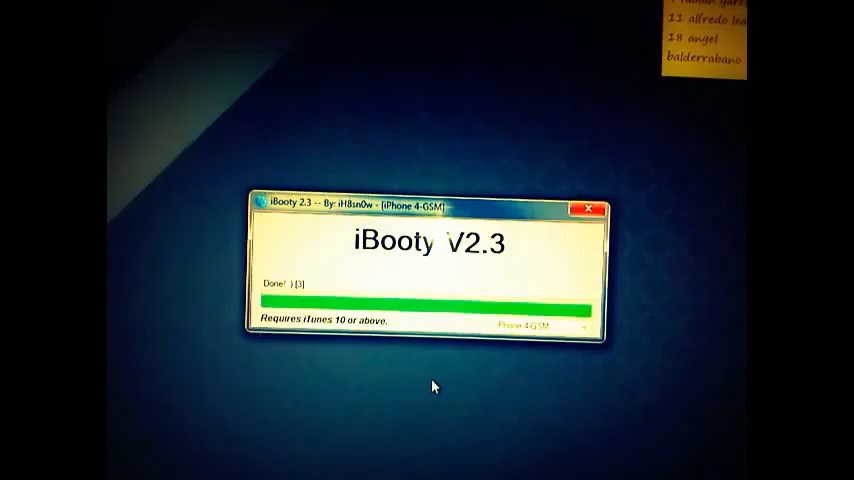 11 alfredo lea
18 angel
balderrabano
iBooty 2.3 -- By: iH8sn0w - [iPhone 4-GSM]
iBooty V2.3
Done! :) [3]
Requires iTunes 10 or above.
iPhone 4-GSM